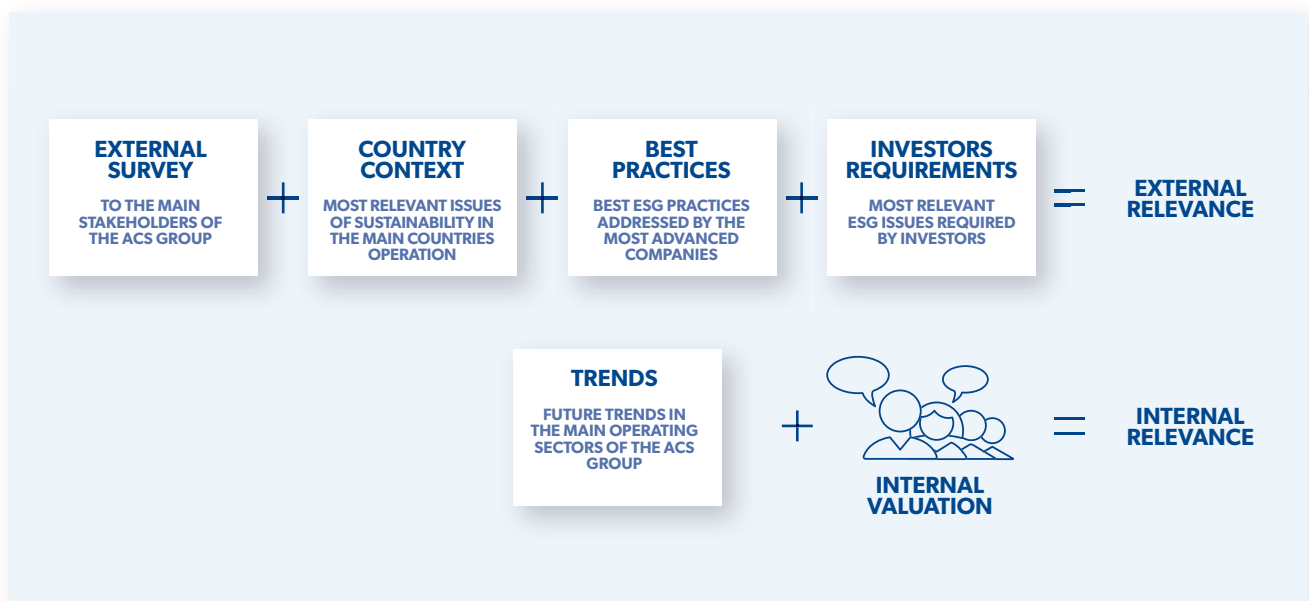 EXTERNAL
SURVEY
TO THE MAIN
STAKEHOLDERS OF
THE ACS GROUP
+
COUNTRY
CONTEXT
MOST RELEVANT ISSUES
OF SUSTAINABILITY IN
THE MAIN COUNTRIES
OPERATION
+
BEST
PRACTICES
BEST ESG PRACTICES
ADDRESSED BY THE
MOST ADVANCED
COMPANIES
+
INVESTORS
REQUIREMENTS
MOST RELEVANT
ESG ISSUES REQUIRED
BY INVESTORS
=
EXTERNAL
RELEVANCE
TRENDS
FUTURE TRENDS IN
THE MAIN OPERATING
SECTORS OF THE ACS
GROUP
+
INTERNAL
VALUATION
=
INTERNAL
RELEVANCE